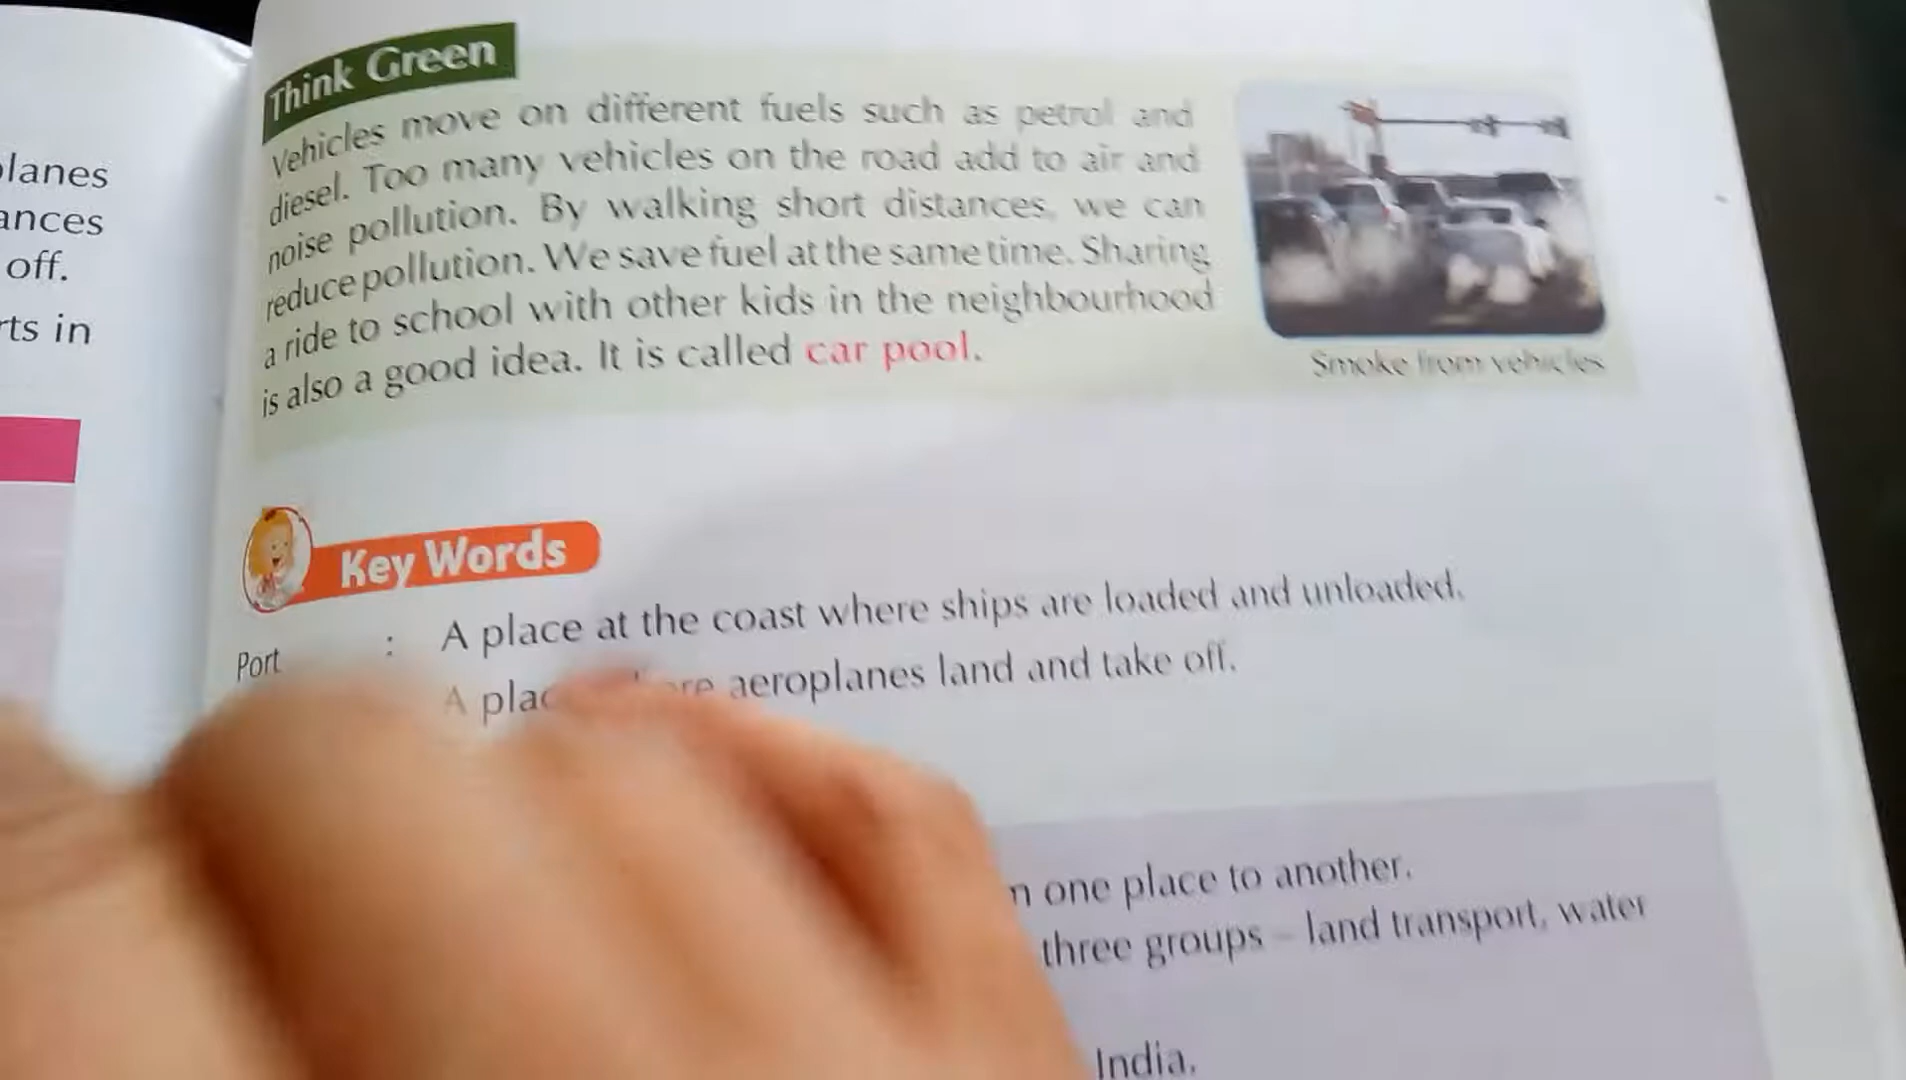 lanes
ances
off.
rts in
Think Green
Vehicles move on different fuels such as petrol and
diesel. Too many vehicles on the road add to air and
noise pollution. By walking short distances, we can
reduce pollution. We save fuel at the same time. Sharing
a ride to school with other kids in the neighbourhood
is also a good idea. It is called car pool.
Smoke from vehicles
Key Words
Port : A place at the coast where ships are loaded and unloaded.
A plac re aeroplanes land and take off.
n one place to another.
three groups – land transport, water
India.